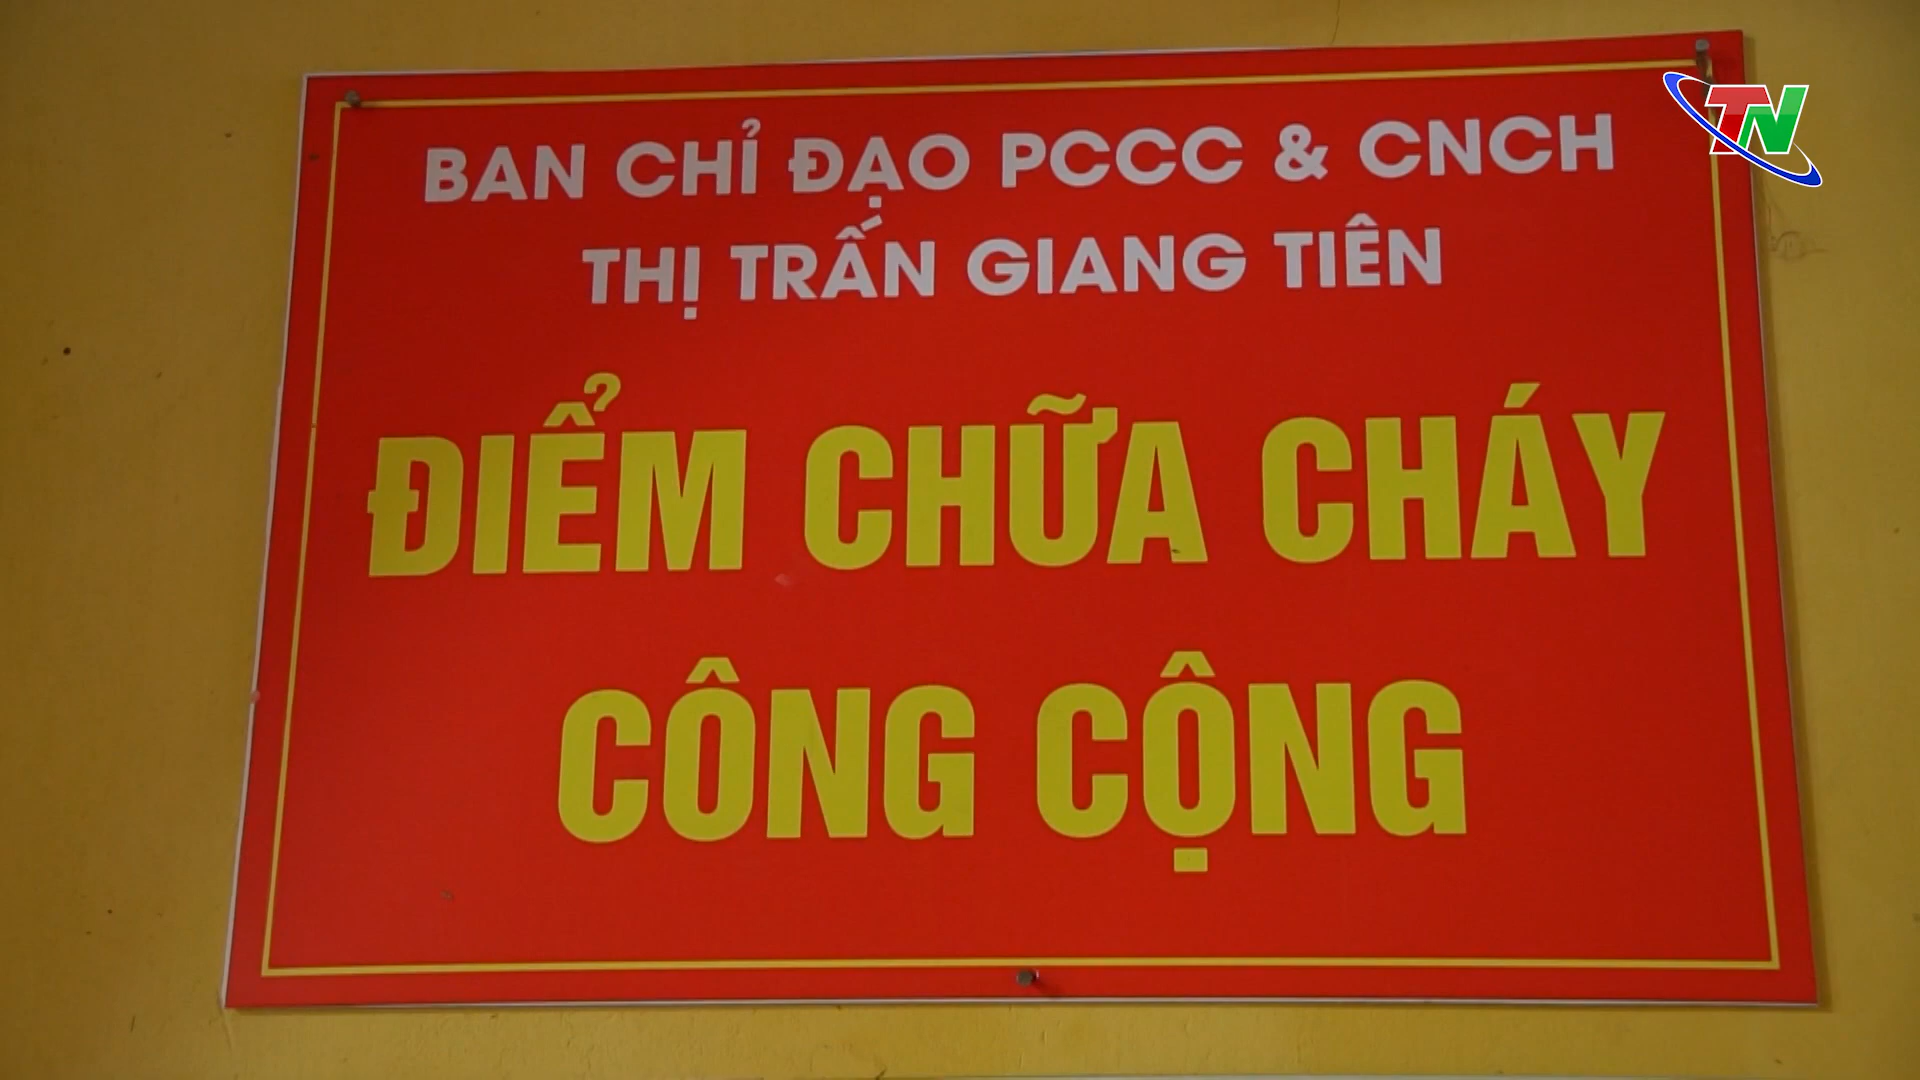 BAN CHỈ ĐẠO PCCC & CNCH
THỊ TRẤN GIANG TIÊN
ĐIỂM CHỮA CHÁY
CÔNG CỘNG
TN